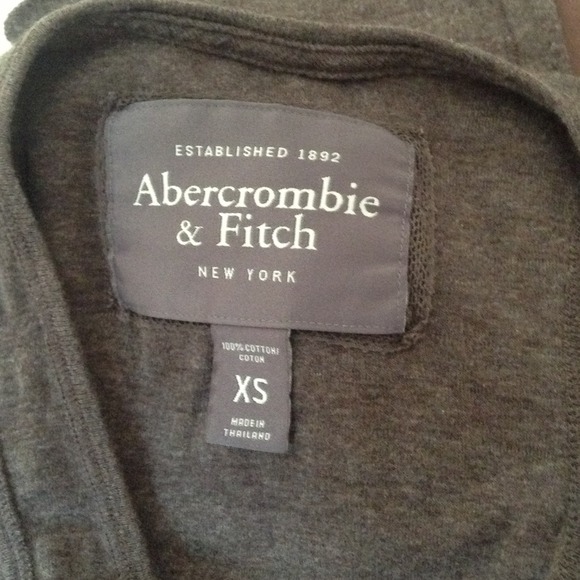 ESTABLISHED 1892
Abercrombie
& Fitch
NEW YORK
100% COTTON/
COTON
XS
MADE IN
THAILAND